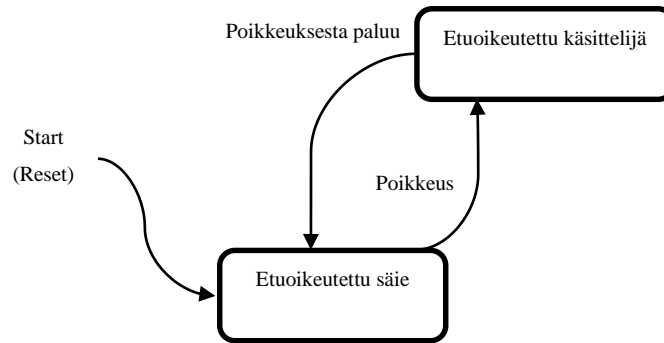 Poikkeuksesta paluu
Etuoikeutettu käsittelijä
Start
(Reset)
Poikkeus
Etuoikeutettu säie